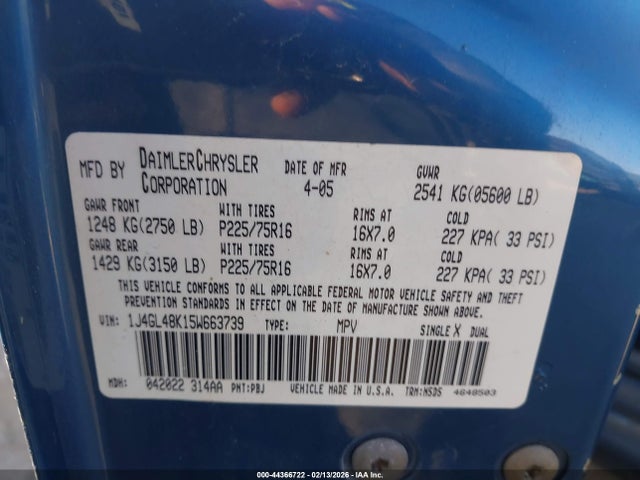 MFD BY DAIMLERCHRYSLER CORPORATION DATE OF MFR 4-05 GVWR 2541 KG(05600 LB)
GAWR FRONT WITH TIRES RIMS AT COLD
1248 KG(2750 LB) P225/75R16 16X7.0 227 KPA( 33 PSI)
GAWR REAR WITH TIRES RIMS AT COLD
1429 KG(3150 LB) P225/75R16 16X7.0 227 KPA( 33 PSI)
THIS VEHICLE CONFORMS TO ALL APPLICABLE FEDERAL MOTOR VEHICLE SAFETY AND THEFT
PREVENTION STANDARDS IN EFFECT ON THE DATE OF MANUFACTURE SHOWN ABOVE.
VIN: 1J4GL48K15W663739 TYPE: MPV SINGLE X DUAL
MDH: 042022 314AA PNT:PBJ VEHICLE MADE IN U.S.A. TRM:NSDS 4648503
000-44366722 - 02/13/2026 - COPYRIGHT IAA